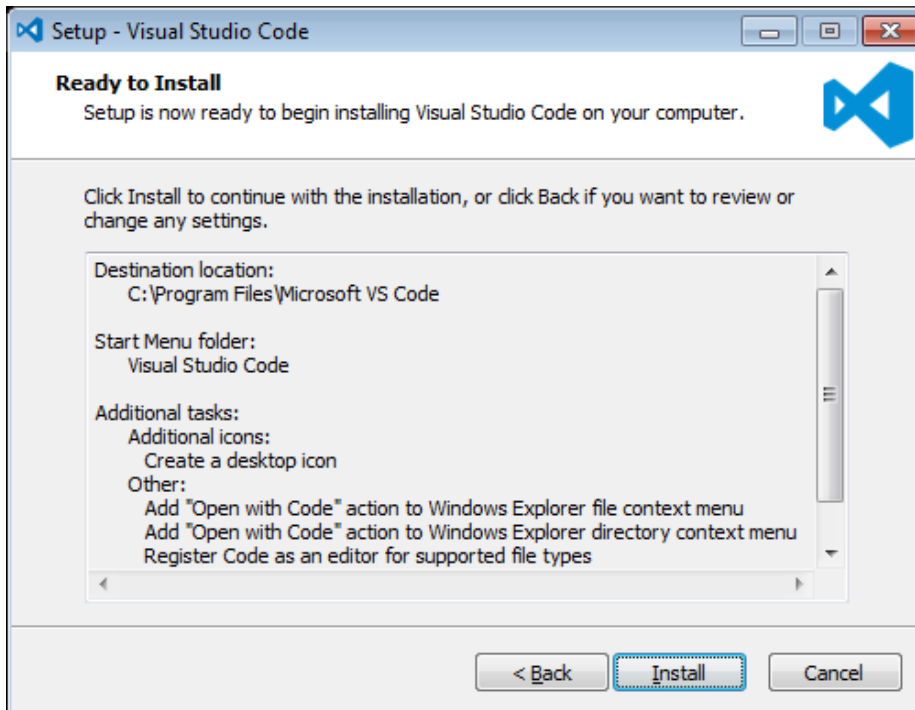 Setup - Visual Studio Code
Ready to Install
Setup is now ready to begin installing Visual Studio Code on your computer.
Click Install to continue with the installation, or click Back if you want to review or
change any settings.
Destination location:
C:\Program Files\Microsoft VS Code
Start Menu folder:
Visual Studio Code
Additional tasks:
Additional icons:
Create a desktop icon
Other:
Add "Open with Code" action to Windows Explorer file context menu
Add "Open with Code" action to Windows Explorer directory context menu
Register Code as an editor for supported file types
< Back Install Cancel